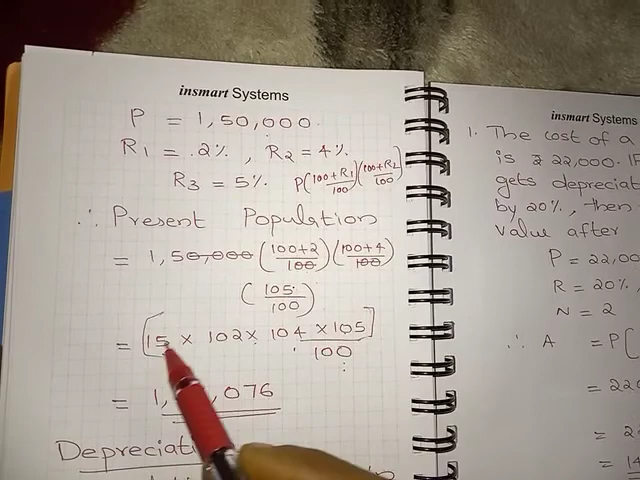 insmart Systems
P = 1,50,000.
R1 = 2%, R2 = 4%
R3 = 5% P(100+R1/100)(100+R2/100)
∴ Present Population
= 1,50,000 (100+2/100)(100+4/100)
(105/100)
= [15 × 102 × 104 × 105]
100
= 1, ,076
insmart Systems
1. The cost of a
is ₹ 22,000. If
gets depreciat
by 20%, then
value after
P = 22,00
R = 20%,
N = 2
∴ A = P(
= 220
= 2